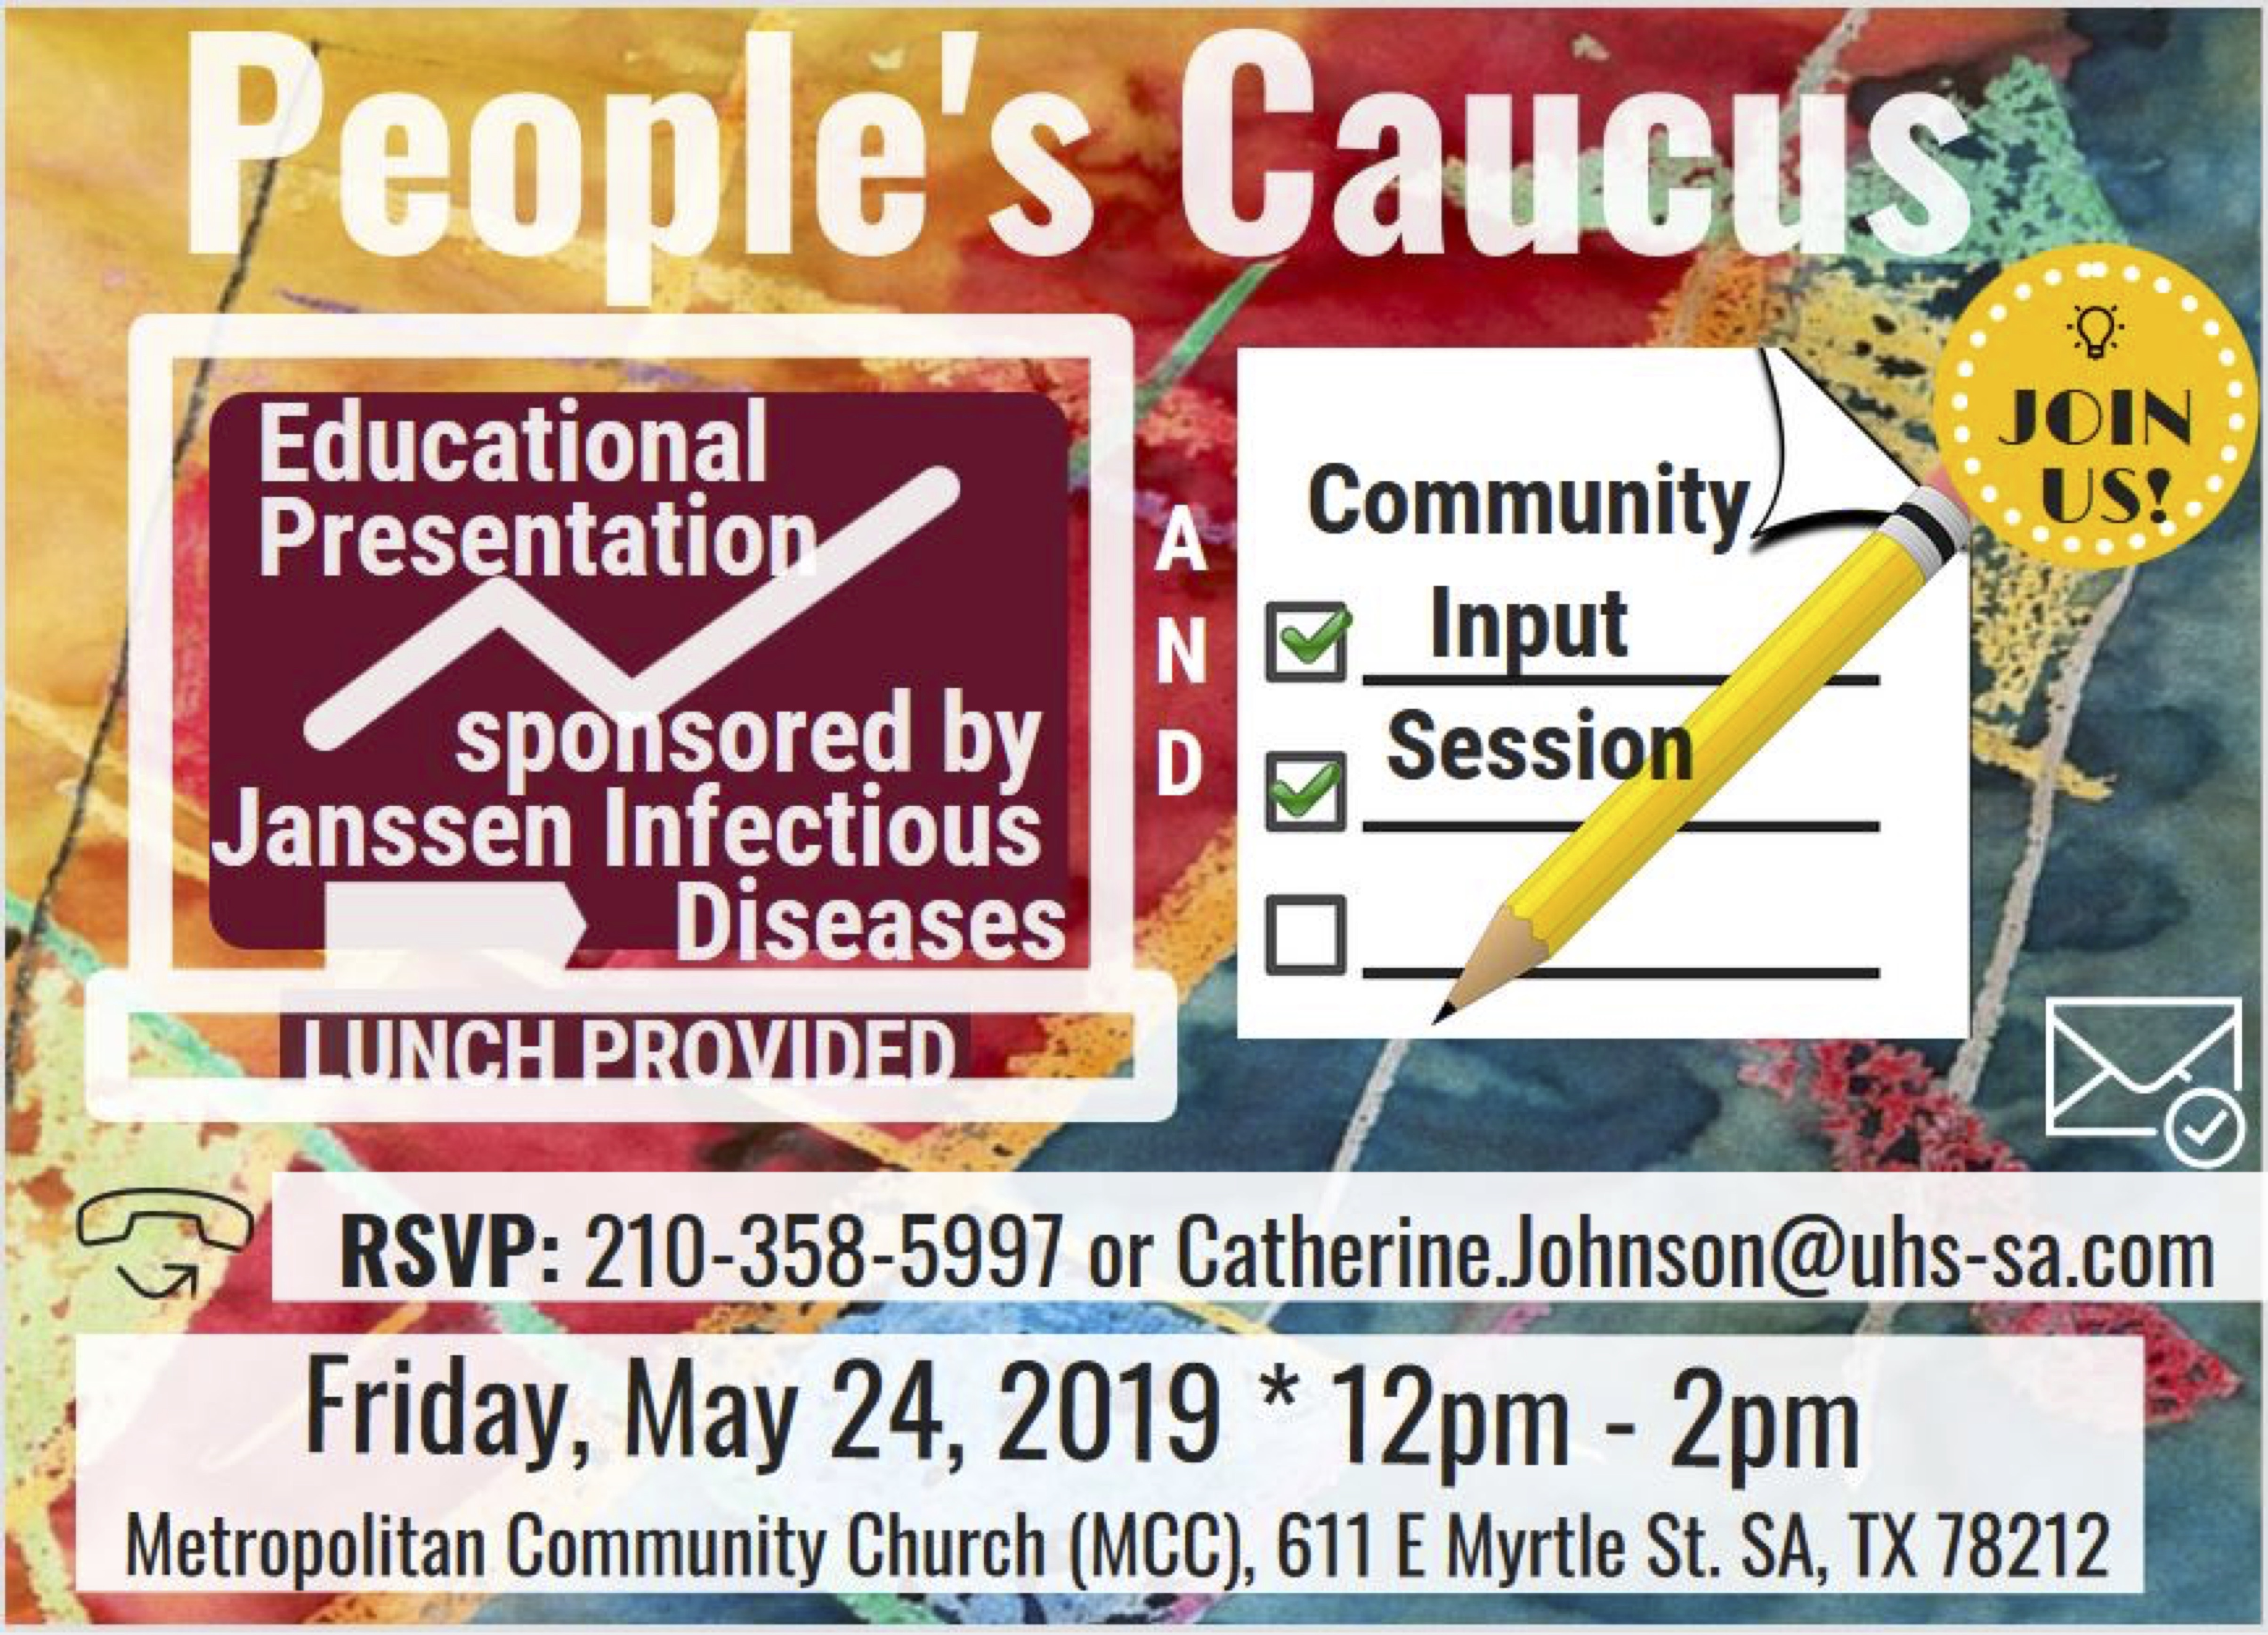 People's Caucus
Educational
Presentation
sponsored by
Janssen Infectious
Diseases
LUNCH PROVIDED
A
N
D
Community
Input
Session
JOIN
US!
RSVP: 210-358-5997 or Catherine.Johnson@uhs-sa.com
Friday, May 24, 2019 * 12pm - 2pm
Metropolitan Community Church (MCC), 611 E Myrtle St. SA, TX 78212